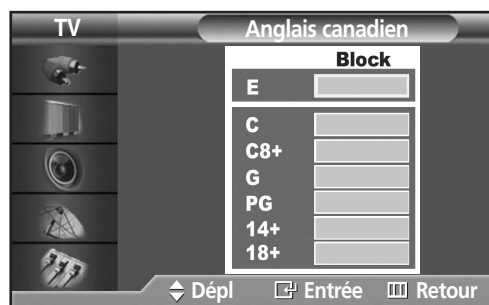 TV Anglais canadien
Block
E
C
C8+
G
PG
14+
18+
Dépl Entrée Retour